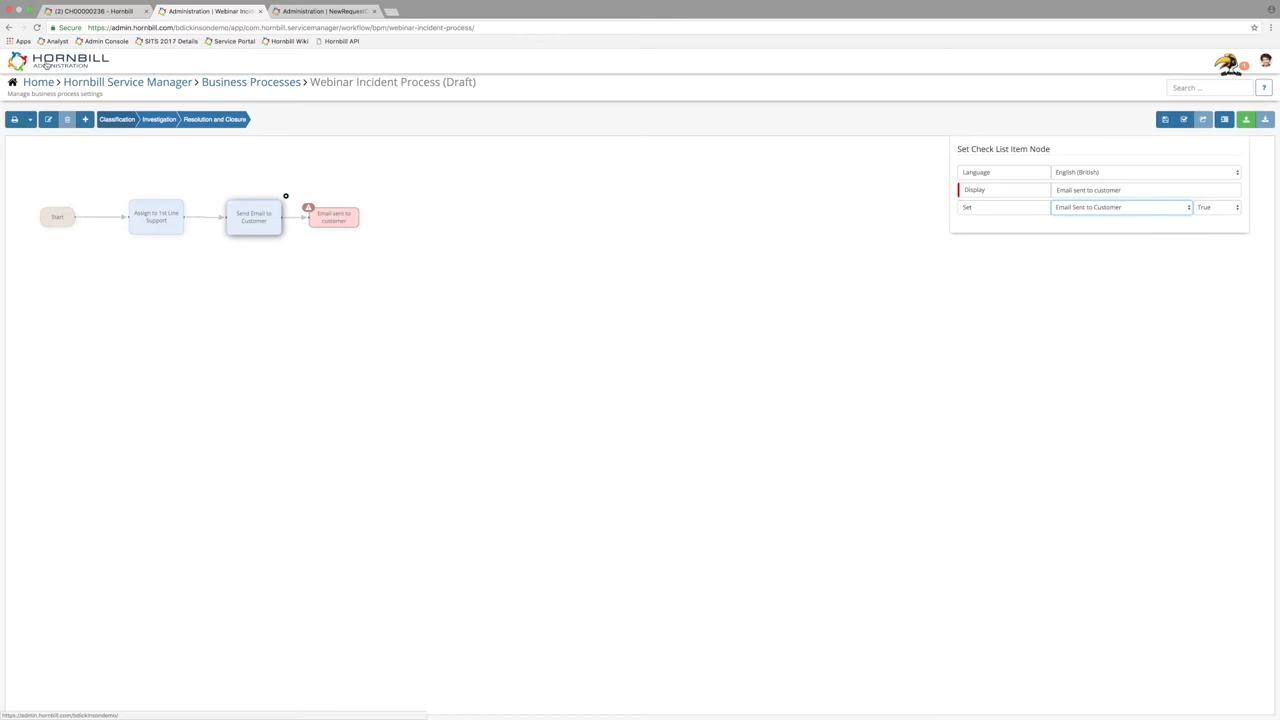 (2) CH00000236 - Hornbill
Administration | Webinar Incid
Administration | NewRequestC
Secure
https://admin.hornbill.com/bdickinsondemo/app/com.hornbill.servicemanager/workflow/bpm/webinar-incident-process/
Apps
Analyst
Admin Console
SITS 2017 Details
Service Portal
Hornbill Wiki
Hornbill API
HORNBILL
ADMINISTRATION
1
Home > Hornbill Service Manager > Business Processes > Webinar Incident Process (Draft)
Manage business process settings
Search ...
?
Classification
Investigation
Resolution and Closure
Set Check List Item Node
Language
English (British)
Display
Email sent to customer
Set
Email Sent to Customer
True
Start
Assign to 1st Line
Support
Send Email to
Customer
Email sent to
customer
https://admin.hornbill.com/bdickinsondemo/